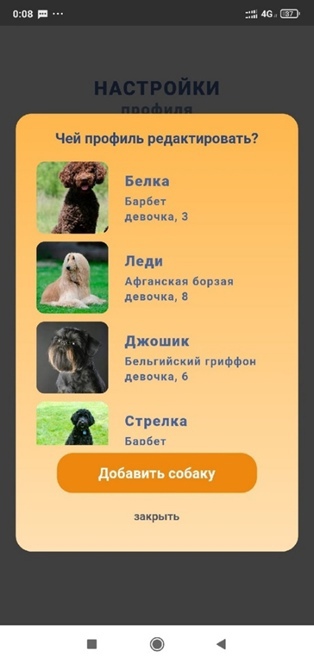 0:08
4G
37
НАСТРОЙКИ
профиля
Чей профиль редактировать?
Белка
Барбет
девочка, 3
Леди
Афганская борзая
девочка, 8
Джошик
Бельгийский гриффон
девочка, 6
Стрелка
Барбет
Добавить собаку
закрыть